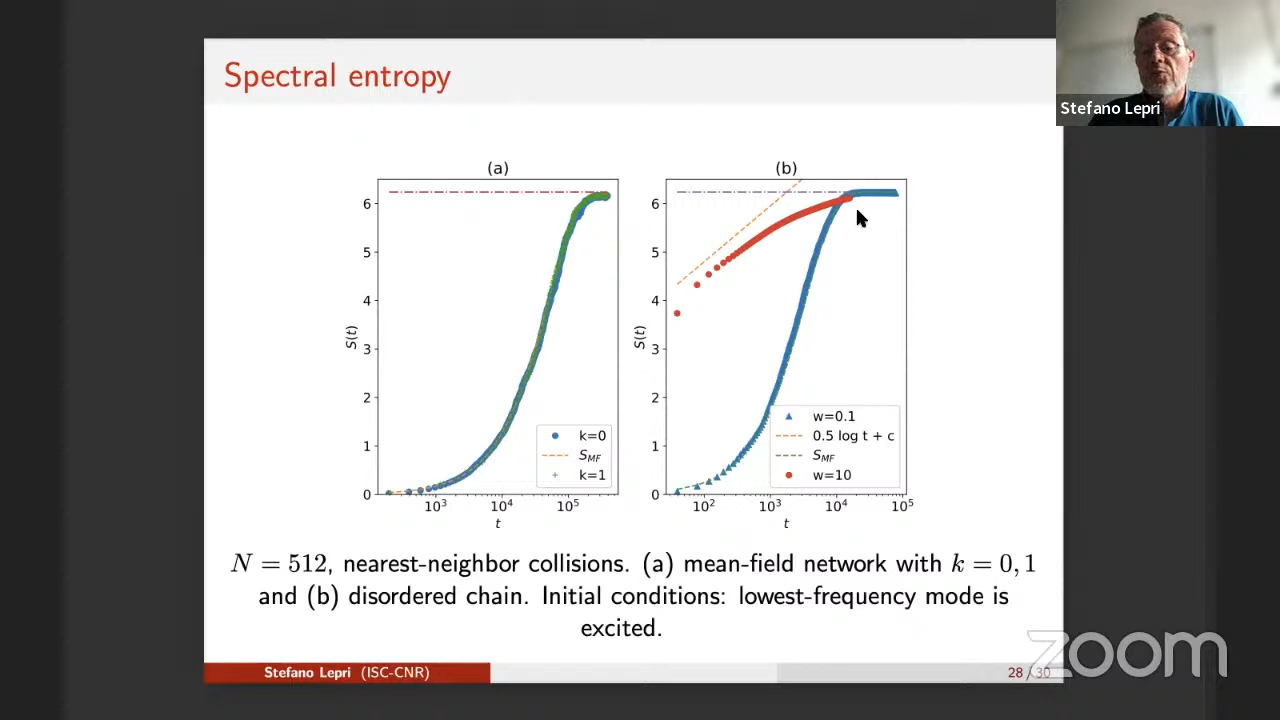 Spectral entropy
Stefano Lepri
(a)
6
5
4
3
2
1
0
S(t)
10³
10⁴
10⁵
t
k=0
S_MF
k=1
(b)
6
5
4
3
2
1
0
S(t)
10²
10³
10⁴
10⁵
t
w=0.1
0.5 log t + c
S_MF
w=10
N = 512, nearest-neighbor collisions. (a) mean-field network with k = 0, 1
and (b) disordered chain. Initial conditions: lowest-frequency mode is
excited.
Stefano Lepri (ISC-CNR)
28 / 30
zoom